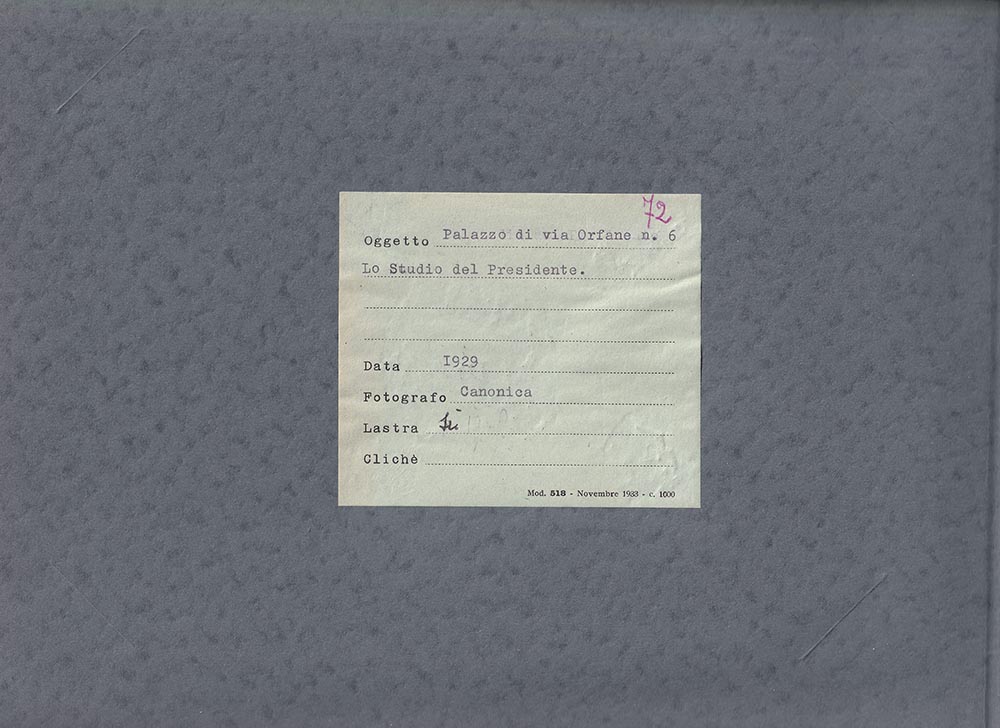 72
Oggetto Palazzo di via Orfane n. 6
Lo Studio del Presidente.
Data I929
Fotografo Canonica
Lastra
Clichè
Mod. 518 - Novembre 1933 - c. 1000